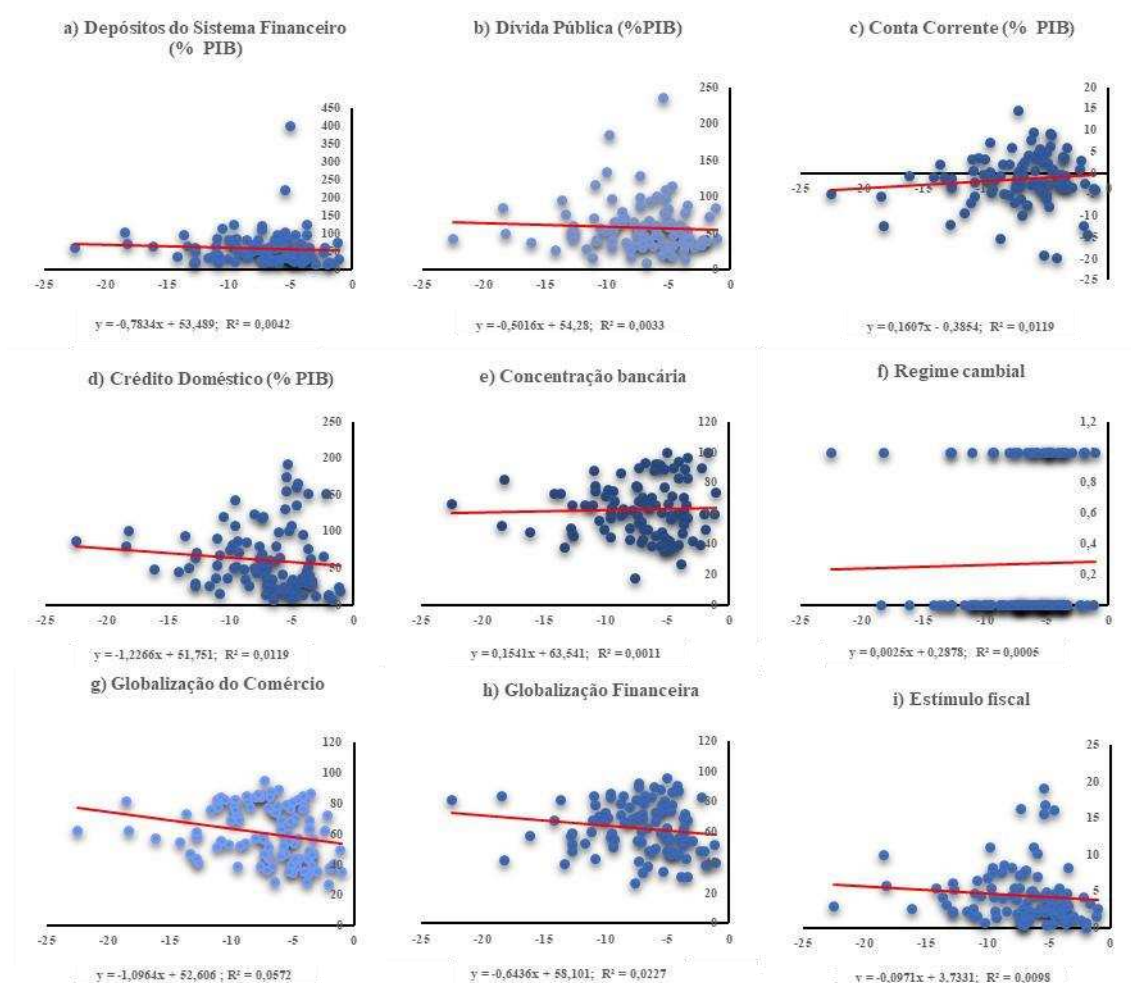 a) Depósitos do Sistema Financeiro
(% PIB)
450
400
350
300
250
200
150
100
50
0
-25 -20 -15 -10 -5 0
y = -0,7834x + 53,489; R² = 0,0042
b) Dívida Pública (%PIB)
250
200
150
100
50
0
-25 -20 -15 -10 -5 0
y = -0,5016x + 54,28; R² = 0,0033
c) Conta Corrente (% PIB)
20
15
10
5
0
-25 -20 -15 0
-5
-10
-15
-20
-25
y = 0,1607x - 0,3854; R² = 0,0119
d) Crédito Doméstico (% PIB)
250
200
150
100
50
0
-25 -20 -15 -10 -5 0
y = -1,2266x + 51,751; R² = 0,0119
e) Concentração bancária
120
100
80
60
40
20
0
-25 -20 -15 -10 -5 0
y = 0,1541x + 63,541; R² = 0,0011
f) Regime cambial
1,2
0,8
0,6
0,4
0,2
0
-25 -20 -15 -10 -5 0
y = 0,0025x + 0,2878; R² = 0,0005
g) Globalização do Comércio
120
100
80
60
40
20
0
-25 -20 -15 -10 -5 0
y = -1,0964x + 52,606 ; R² = 0,0572
h) Globalização Financeira
120
100
80
60
40
20
0
-25 -20 -15 -10 -5 0
y = -0,6436x + 58,101; R² = 0,0227
i) Estímulo fiscal
25
20
15
10
5
0
-25 -20 -15 -10 -5 0
y = -0,0971x + 3,7331; R² = 0,0098